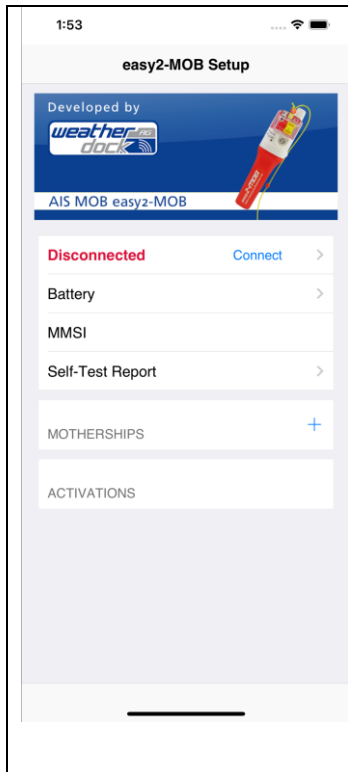 1:53
easy2-MOB Setup
Developed by
weather AG
dock
AIS MOB easy2-MOB
Disconnected Connect
Battery
MMSI
Self-Test Report
MOTHERSHIPS +
ACTIVATIONS